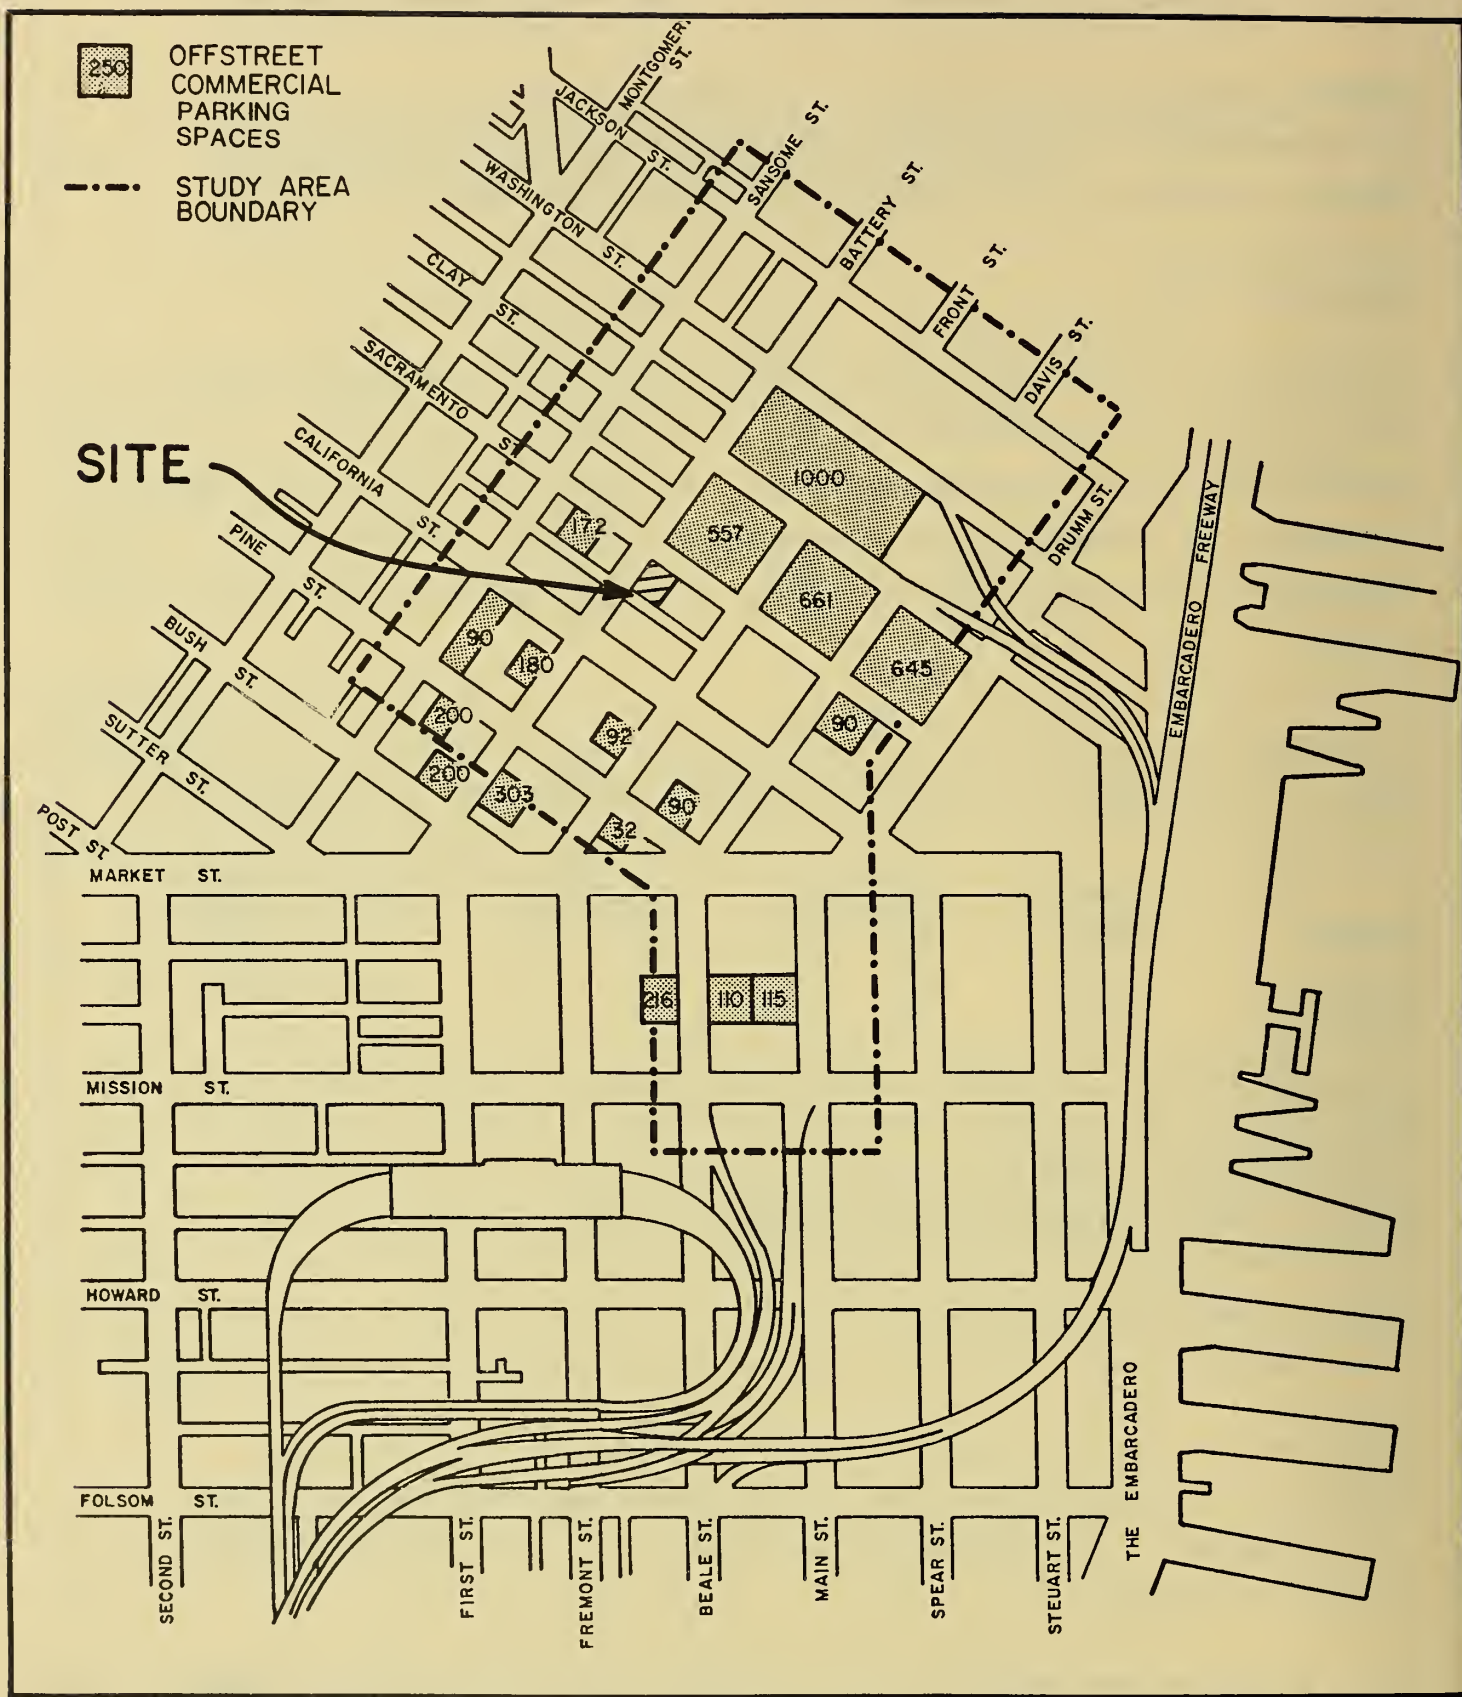 250
OFFSTREET
COMMERCIAL
PARKING
SPACES
STUDY AREA
BOUNDARY
MONTGOMERY
ST.
JACKSON
ST.
SANSOME ST.
WASHINGTON
ST.
BATTERY ST.
CLAY
ST.
FRONT ST.
SACRAMENTO
ST.
DAVIS ST.
CALIFORNIA
ST.
SITE
PINE
ST.
DRUMM ST.
EMBARCADERO FREEWAY
BUSH
ST.
SUTTER ST.
POST ST.
1000
557
172
661
645
90
180
200
92
90
200
303
90
32
MARKET ST.
216
110
115
MISSION ST.
HOWARD ST.
FOLSOM ST.
SECOND ST.
FIRST ST.
FREMONT ST.
BEALE ST.
MAIN ST.
SPEAR ST.
STEUART ST.
THE EMBARCADERO